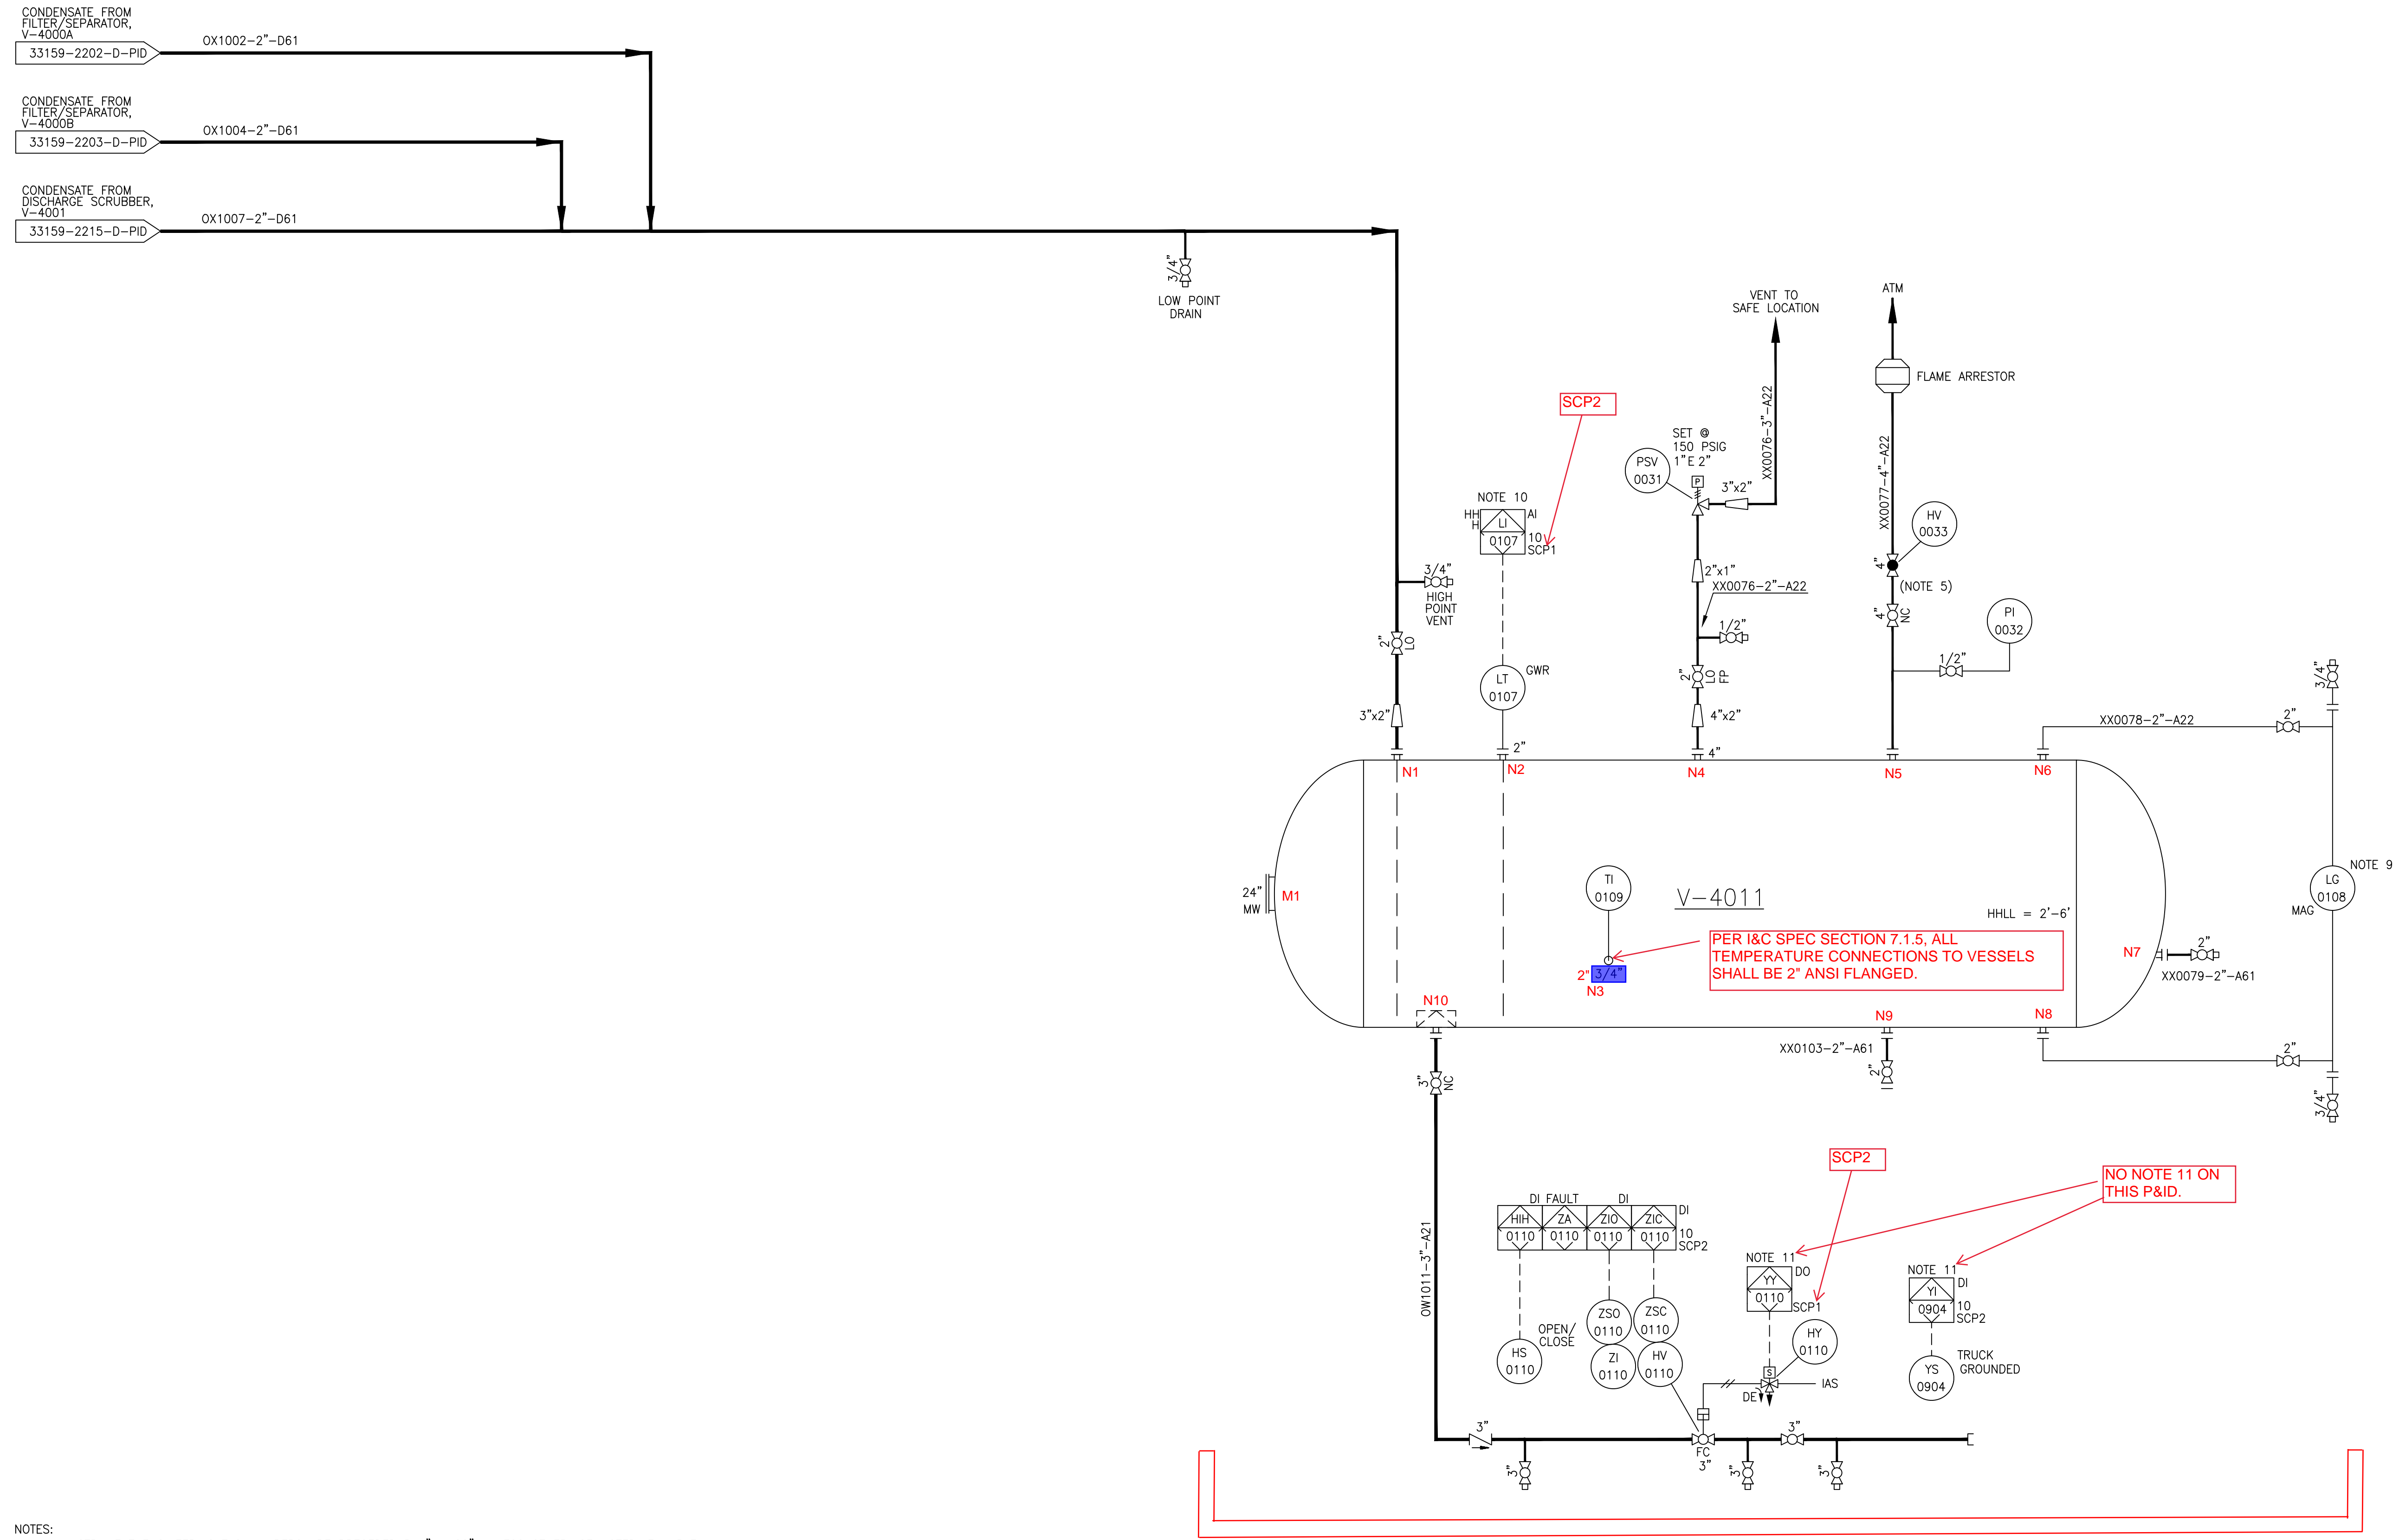 CONDENSATE FROM
FILTER/SEPARATOR,
V-4000A
33159-2202-D-PID
OX1002-2"-D61
CONDENSATE FROM
FILTER/SEPARATOR,
V-4000B
33159-2203-D-PID
OX1004-2"-D61
CONDENSATE FROM
DISCHARGE SCRUBBER,
V-4001
33159-2215-D-PID
OX1007-2"-D61
3/4"
LOW POINT
DRAIN
VENT TO
SAFE LOCATION
ATM
FLAME ARRESTOR
SCP2
XX0076-3"-A22
XX0077-4"-A22
SET @
150 PSIG
1"E 2"
PSV
0031
P
3"x2"
NOTE 10
HH
H
LI
0107
AI
10
SCP1
HV
0033
4"
(NOTE 5)
3/4"
HIGH
POINT
VENT
2"x1"
XX0076-2"-A22
4"
NC
PI
0032
1/2"
1/2"
2"
LO
LT
0107
GWR
2"
LO
FP
3/4"
3"x2"
4"x2"
XX0078-2"-A22
2"
2"
4"
N1
N2
N4
N5
N6
24"
MW
M1
TI
0109
V-4011
HHLL = 2'-6'
NOTE 9
LG
0108
MAG
PER I&C SPEC SECTION 7.1.5, ALL
TEMPERATURE CONNECTIONS TO VESSELS
SHALL BE 2" ANSI FLANGED.
2"
3/4"
N3
N7
2"
XX0079-2"-A61
N10
N9
N8
XX0103-2"-A61
2"
2"
3"
NC
3/4"
SCP2
NO NOTE 11 ON
THIS P&ID.
OW1011-3"-A21
DI FAULT
DI
DI
HIH
0110
ZA
0110
ZIO
0110
ZIC
0110
10
SCP2
NOTE 11
YY
0110
DO
SCP1
NOTE 11
YI
0904
DI
10
SCP2
OPEN/
CLOSE
HS
0110
ZSO
0110
ZSC
0110
ZI
0110
HV
0110
HY
0110
S
DE
IAS
TRUCK
GROUNDED
YS
0904
3"
FC
3"
3"
3"
3"
3"
NOTES: